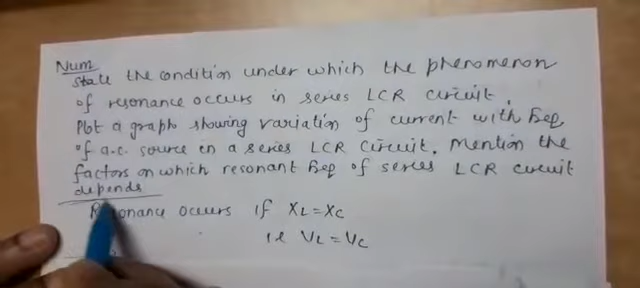 Num
State the condition under which the phenomenon
of resonance occurs in series LCR circuit.
Plot a graph showing variation of current with freq
of a.c. source in a series LCR circuit. Mention the
factors on which resonant freq of series LCR circuit
depends
Resonance occurs if XL = XC
ie VL = VC